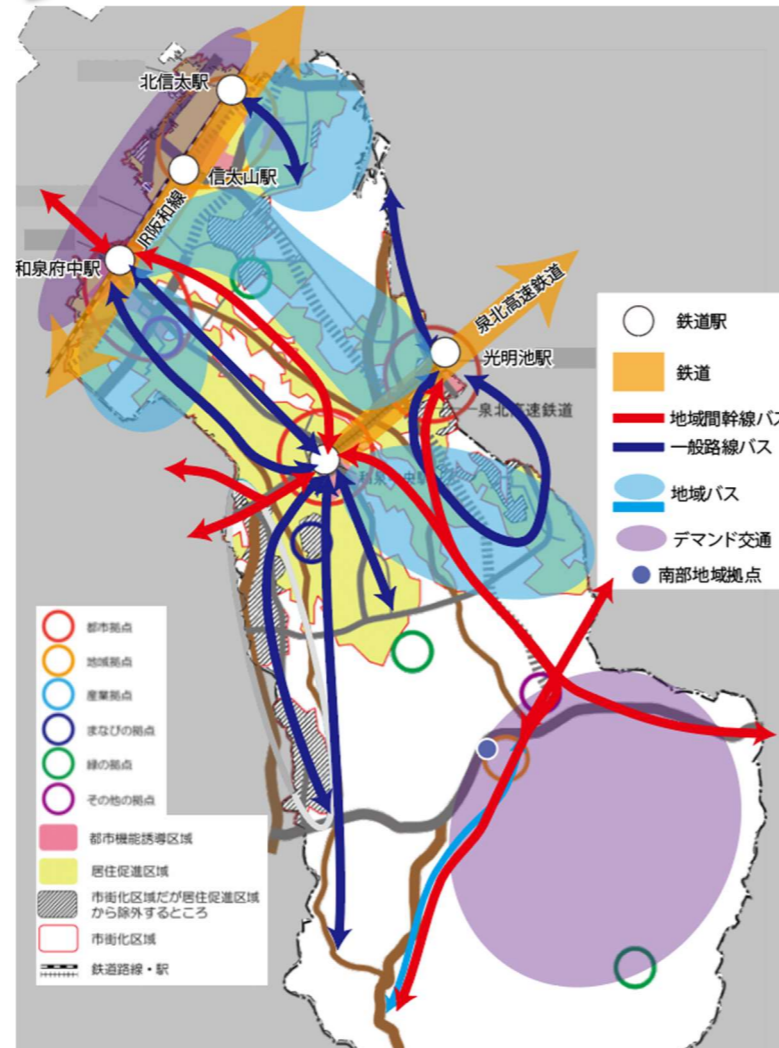 北信太駅
信太山駅
JR阪和線
和泉府中駅
泉北高速鉄道
光明池駅
泉北高速鉄道
和泉中央駅
鉄道駅
鉄道
地域間幹線バス
一般路線バス
地域バス
デマンド交通
南部地域拠点
都市拠点
地域拠点
産業拠点
まなびの拠点
緑の拠点
その他の拠点
都市機能誘導区域
居住促進区域
市街化区域だが居住促進区域
から除外するところ
市街化区域
鉄道路線・駅